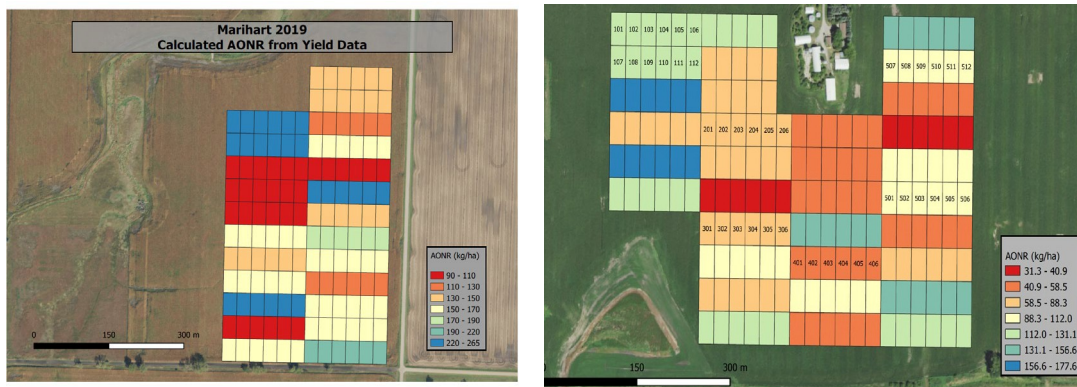 Marihart 2019
Calculated AONR from Yield Data
AONR (kg/ha)
90 - 110
110 - 130
130 - 150
150 - 170
170 - 190
190 - 220
220 - 265
0 150 300 m
101 102 103 104 105 106
107 108 109 110 111 112
507 508 509 510 511 512
201 202 203 204 205 206
501 502 503 504 505 506
301 302 303 304 305 306
401 402 403 404 405 406
AONR (kg/ha)
31.3 - 40.9
40.9 - 58.5
58.5 - 88.3
88.3 - 112.0
112.0 - 131.1
131.1 - 156.6
156.6 - 177.6
150 300 m